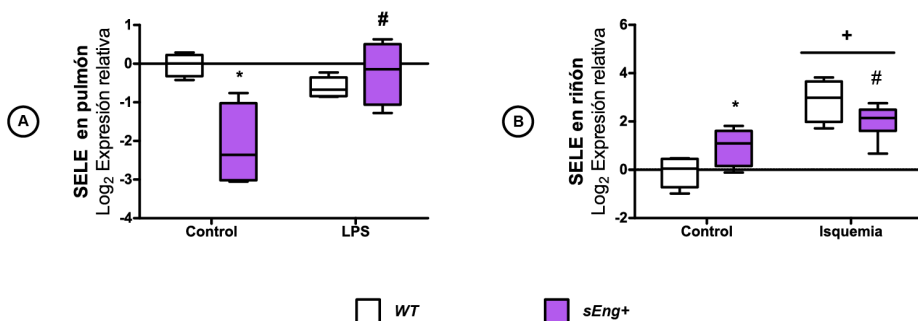 A
SELE en pulmón
Log₂ Expresión relativa
1
0
-1
-2
-3
-4
*
#
Control
LPS
B
SELE en riñón
Log₂ Expresión relativa
6
4
2
0
-2
*
+
#
Control
Isquemia
WT
sEng+